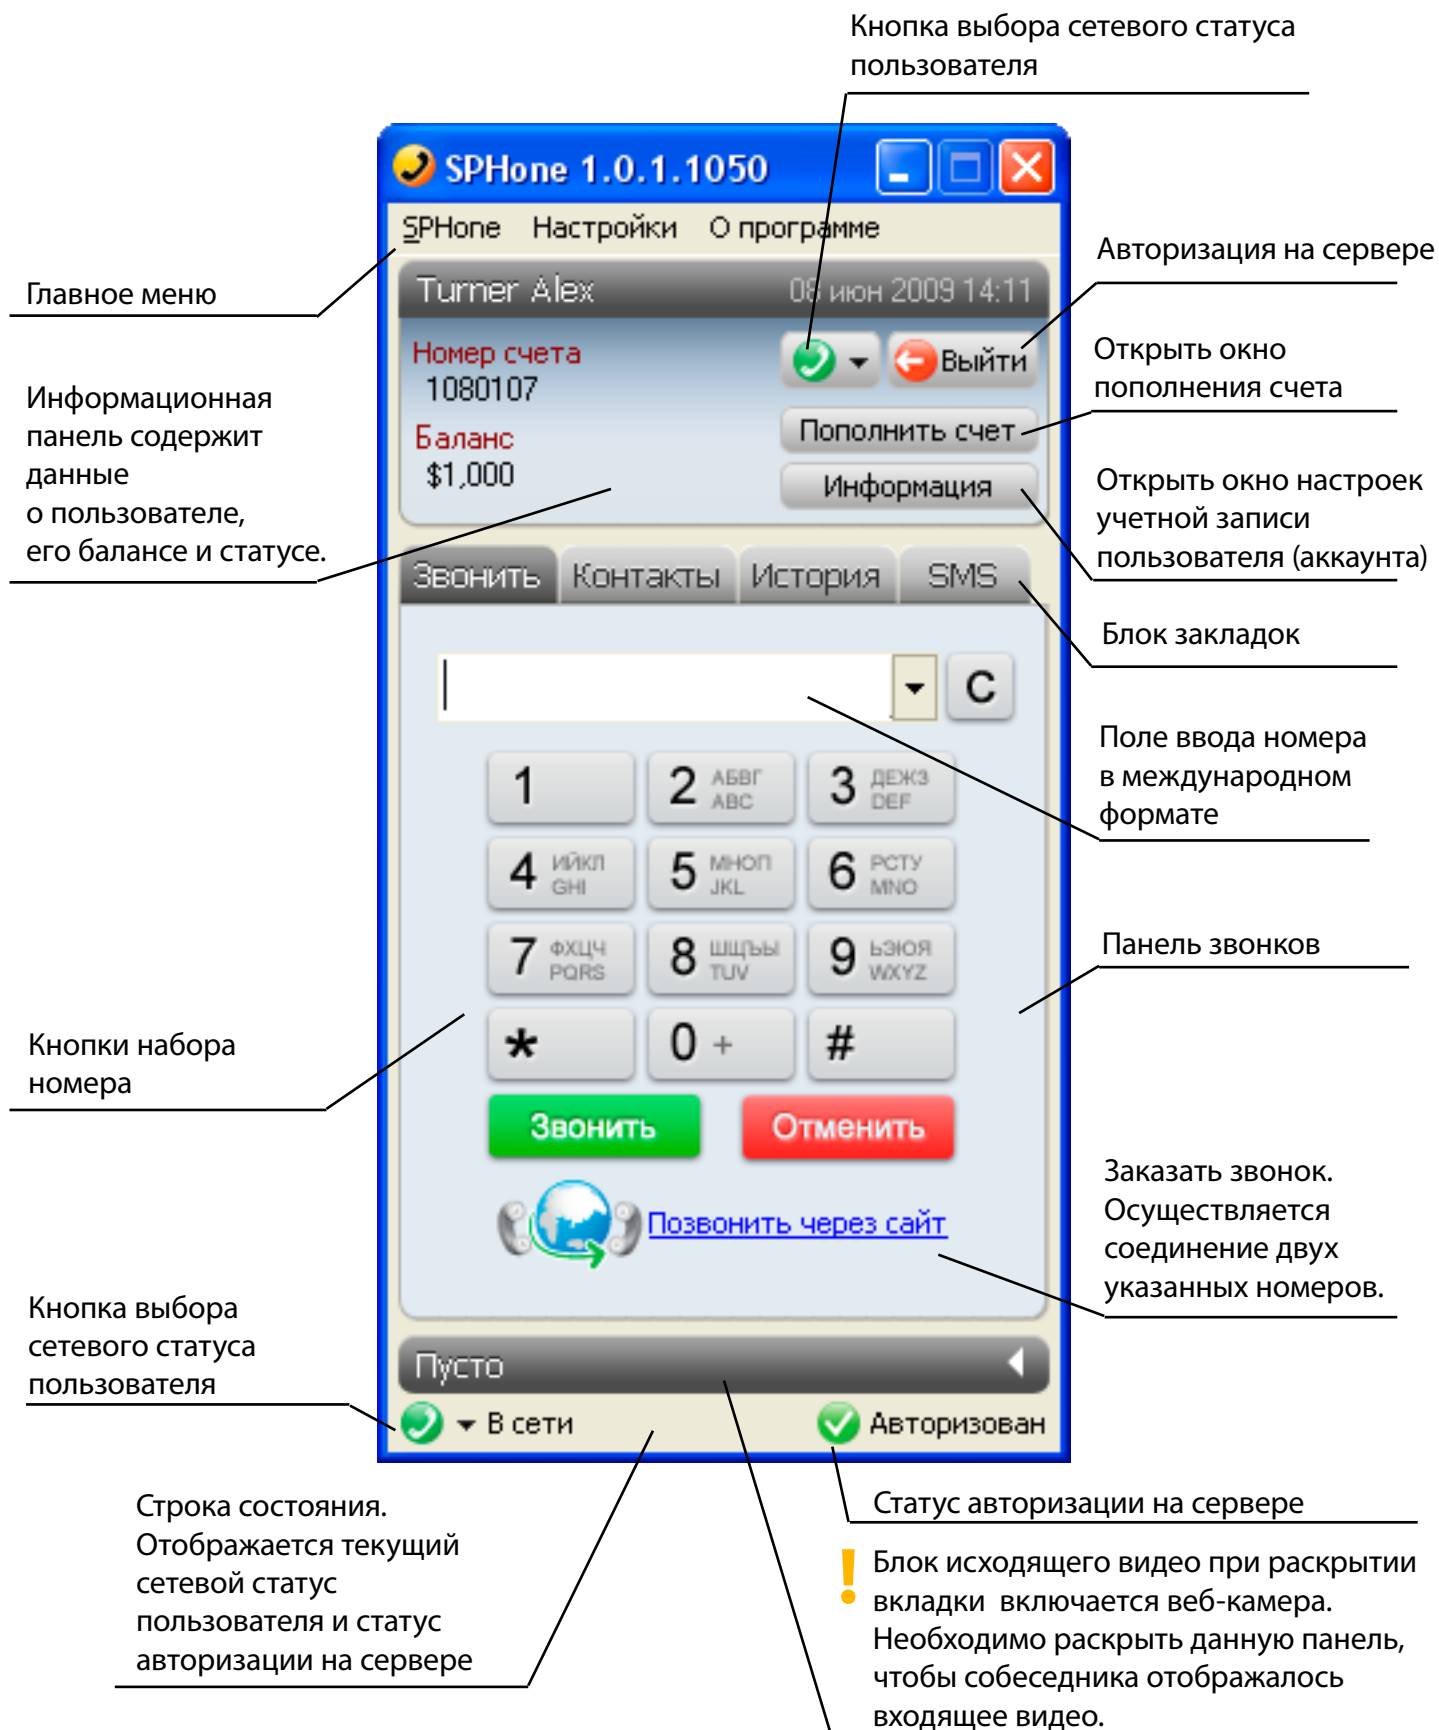 Кнопка выбора сетевого статуса
пользователя
SPHone 1.0.1.1050
SPHone Настройки О программе
Авторизация на сервере
Главное меню
Turner Alex 08 июн 2009 14:11
Номер счета
1080107
Выйти
Открыть окно
пополнения счета
Информационная
панель содержит
данные
о пользователе,
его балансе и статусе.
Баланс
$1,000
Пополнить счет
Информация
Открыть окно настроек
учетной записи
пользователя (аккаунта)
Звонить Контакты История SMS
Блок закладок
C
Поле ввода номера
в международном
формате
1 2 АБВГ ABC 3 ДЕЖЗ DEF
4 ИЙКЛ GHI 5 МНОП JKL 6 РСТУ MNO
7 ФХЦЧ PQRS 8 ШЩЪЫ TUV 9 ЬЭЮЯ WXYZ
* 0 + #
Панель звонков
Кнопки набора
номера
Звонить Отменить
Позвонить через сайт
Заказать звонок.
Осуществляется
соединение двух
указанных номеров.
Кнопка выбора
сетевого статуса
пользователя
Пусто
В сети Авторизован
Строка состояния.
Отображается текущий
сетевой статус
пользователя и статус
авторизации на сервере
Статус авторизации на сервере
! Блок исходящего видео при раскрытии
вкладки включается веб-камера.
Необходимо раскрыть данную панель,
чтобы собеседника отображалось
входящее видео.